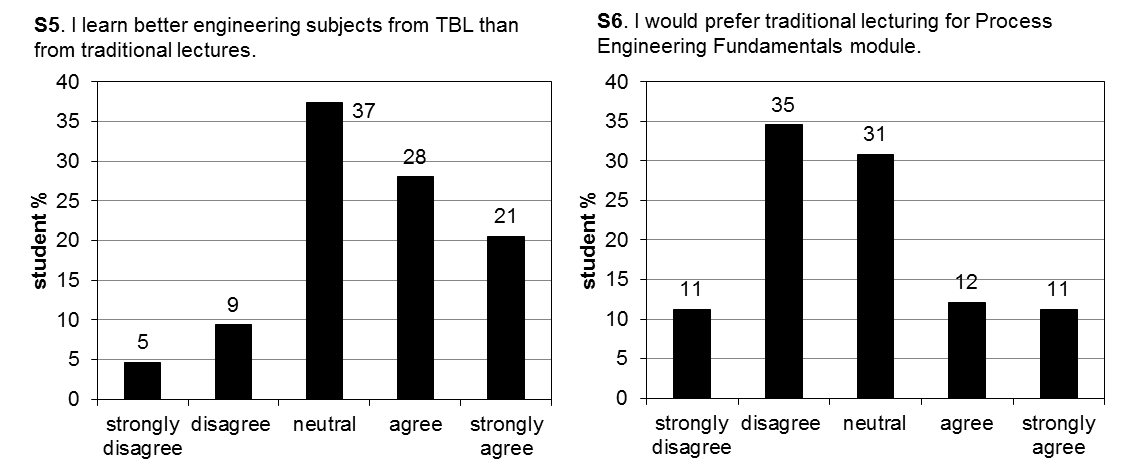 S5. I learn better engineering subjects from TBL than
from traditional lectures.
40
35
30
25
20
15
10
5
0
student %
5
9
37
28
21
strongly disagree
disagree
neutral
agree
strongly agree
S6. I would prefer traditional lecturing for Process
Engineering Fundamentals module.
40
35
30
25
20
15
10
5
0
student %
11
35
31
12
11
strongly disagree
disagree
neutral
agree
strongly agree